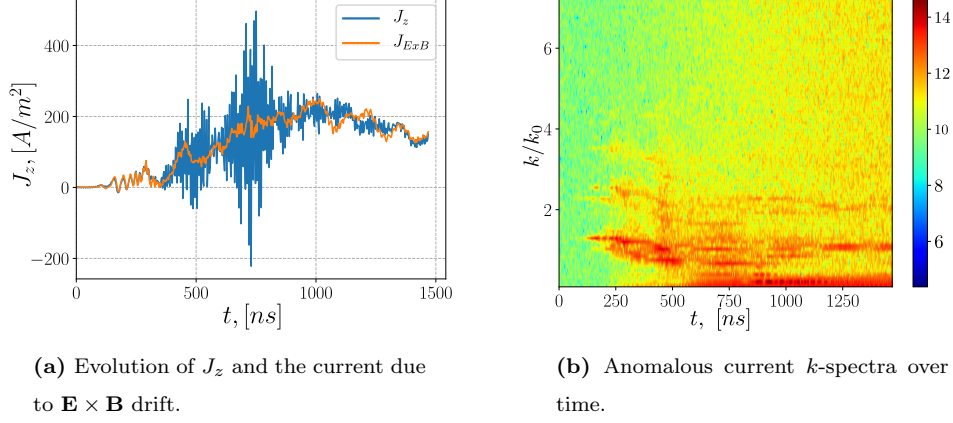 400
200
0
−200
J_z, [A/m^2]
J_z
J_{ExB}
0 500 1000 1500
t, [ns]
6
4
2
k/k_0
0 250 500 750 1000 1250
t, [ns]
14
12
10
8
6
(a) Evolution of J_z and the current due
to E × B drift.
(b) Anomalous current k-spectra over
time.